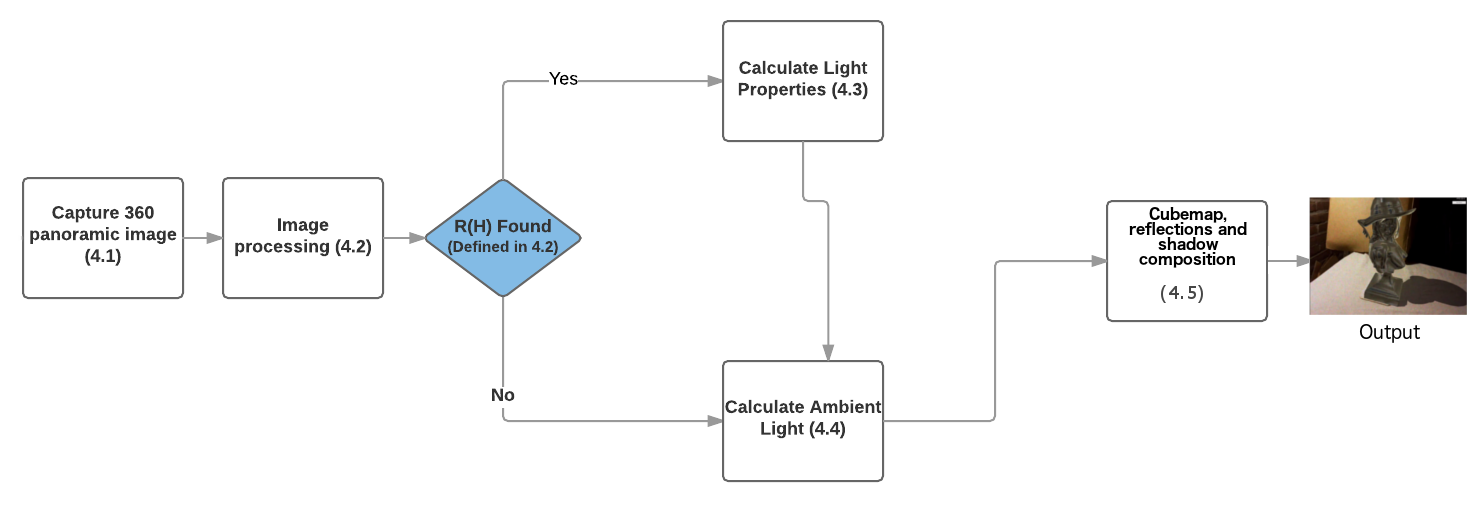 Capture 360
panoramic image
(4.1)
Image
processing (4.2)
R(H) Found
(Defined in 4.2)
Yes
No
Calculate Light
Properties (4.3)
Calculate Ambient
Light (4.4)
Cubemap,
reflections and
shadow
composition
(4.5)
Output